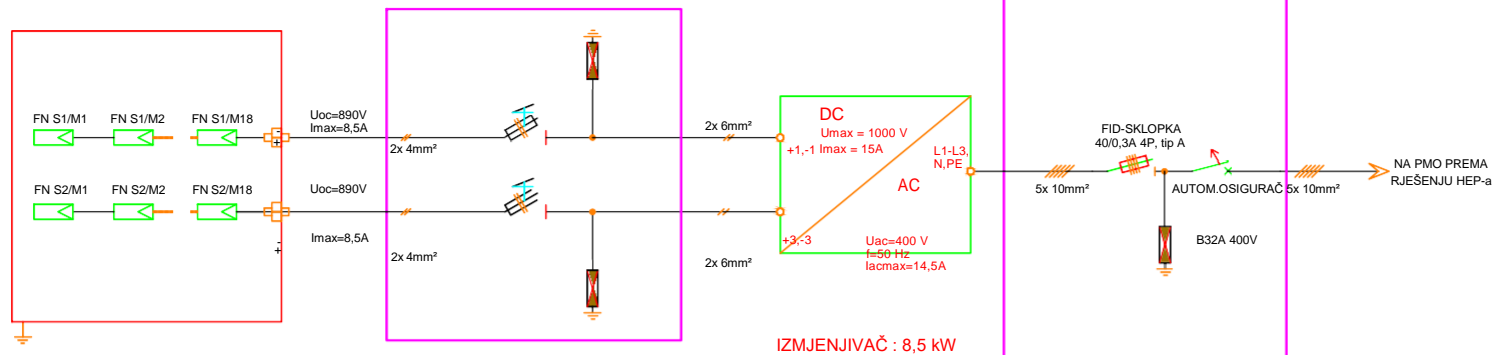 FN S1/M1
FN S1/M2
FN S1/M18
-
+
Uoc=890V
Imax=8,5A
2x 4mm²
2x 6mm²
FN S2/M1
FN S2/M2
FN S2/M18
-
+
Uoc=890V
Imax=8,5A
2x 4mm²
2x 6mm²
DC
Umax = 1000 V
Imax = 15A
+1,-1
+3,-3
L1-L3,
N,PE
AC
Uac=400 V
f=50 Hz
Iacmax=14,5A
IZMJENJIVAČ : 8,5 kW
5x 10mm²
FID-SKLOPKA
40/0,3A 4P, tip A
AUTOM.OSIGURAČ
B32A 400V
5x 10mm²
NA PMO PREMA
RJEŠENJU HEP-a